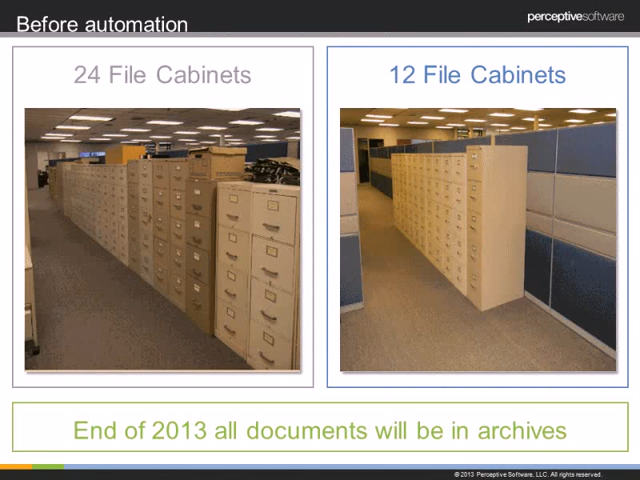 Before automation
perceptivesoftware
24 File Cabinets
12 File Cabinets
End of 2013 all documents will be in archives
© 2013 Perceptive Software, LLC. All rights reserved.